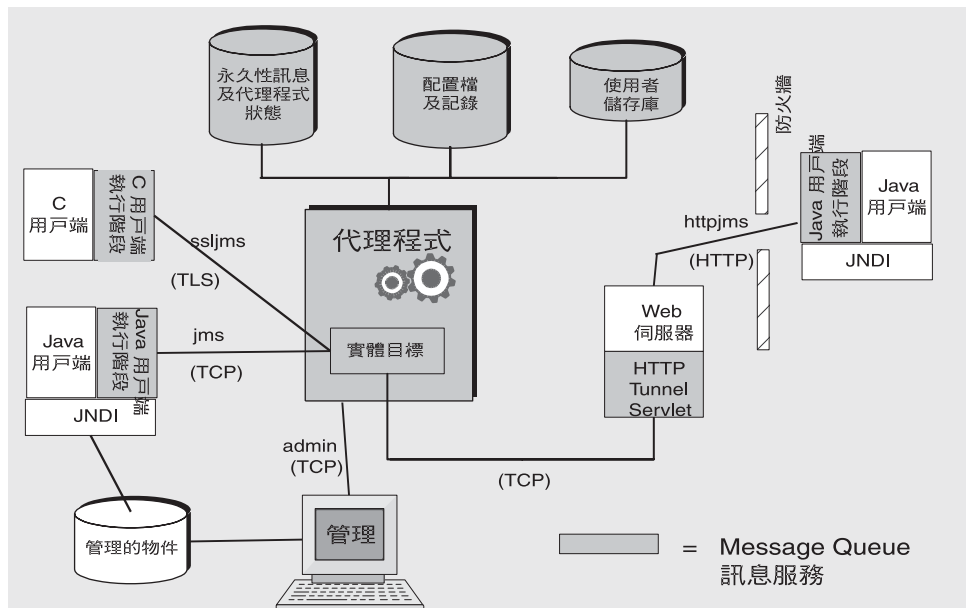 永久性訊息
及代理程式
狀態
配置檔
及記錄
使用者
儲存庫
防火牆
C
用戶端
C 用戶端
執行階段
ssljms
(TLS)
代理程式
實體目標
httpjms
(HTTP)
Java 用戶端
執行階段
Java
用戶端
JNDI
Web
伺服器
HTTP
Tunnel
Servlet
Java
用戶端
Java 用戶端
執行階段
JNDI
jms
(TCP)
admin
(TCP)
(TCP)
管理的物件
管理
= Message Queue
訊息服務